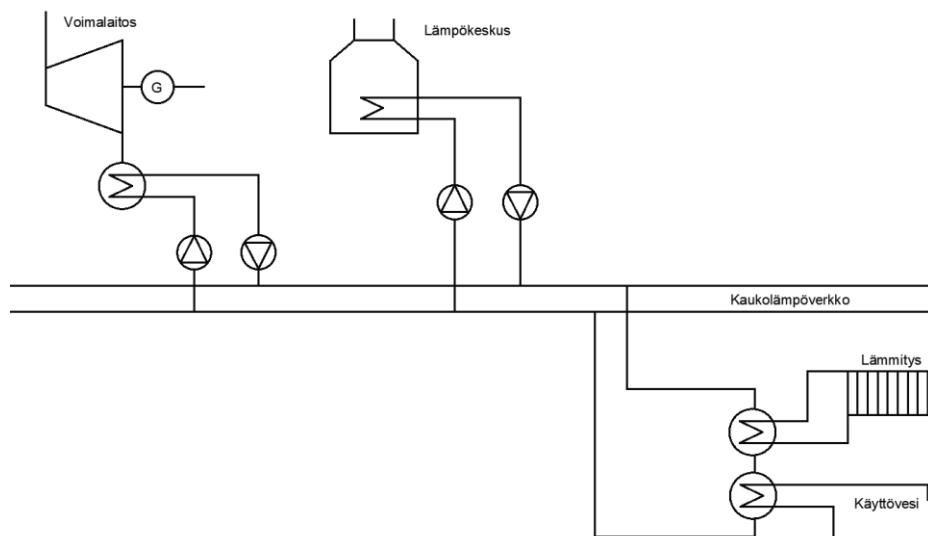 Voimalaitos
Lämpökeskus
G
Kaukolämpöverkko
Lämmitys
Käyttövesi